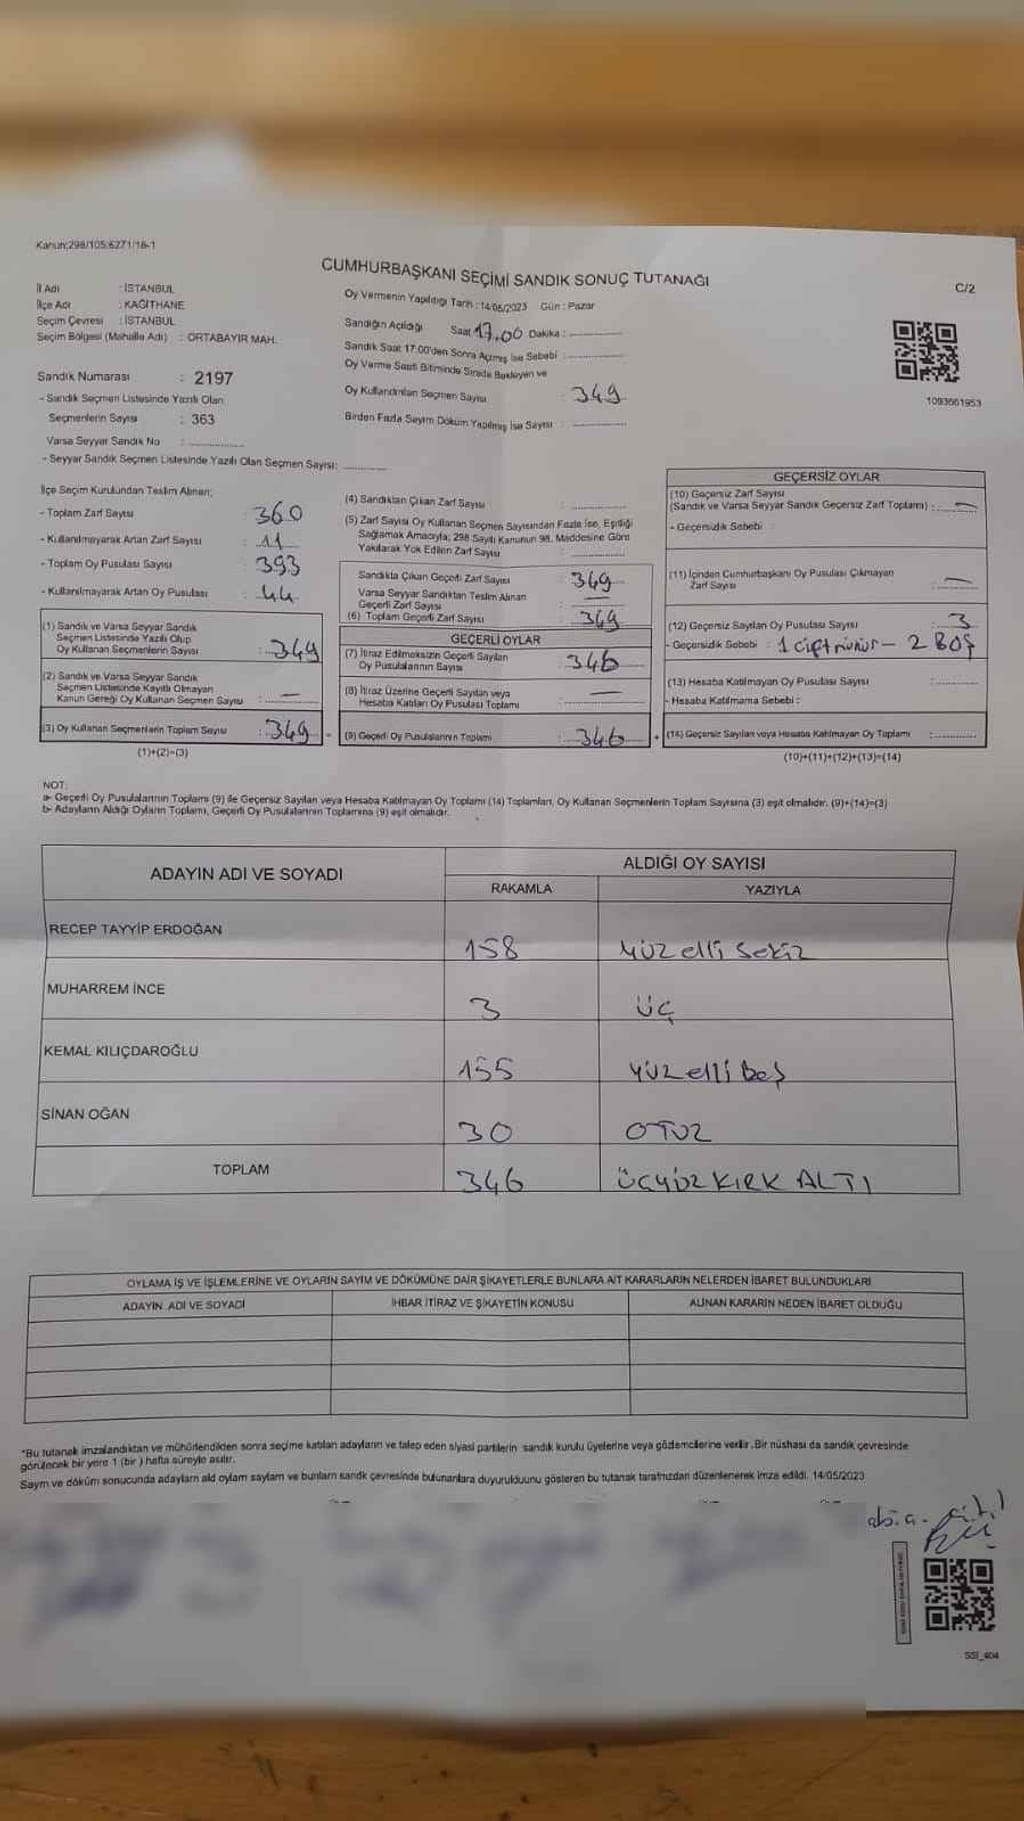 Kanun;298/105;6271/18-1
CUMHURBAŞKANI SEÇİMİ SANDIK SONUÇ TUTANAĞI
C/2
İl Adı : İSTANBUL
İlçe Adı : KAĞITHANE
Seçim Çevresi : İSTANBUL
Seçim Bölgesi (Mahalle Adı) : ORTABAYIR MAH.
Oy Vermenin Yapıldığı Tarih : 14/05/2023 Gün : Pazar
Sandığın Açıldığı Saat 17.00 Dakika : ..............
Sandık Saat 17:00'den Sonra Açılmış İse Sebebi : ..............
Oy Verme Saati Bitiminde Sırada Bekleyen ve
Oy Kullandırılan Seçmen Sayısı : 349
Birden Fazla Sayım Döküm Yapılmış İse Sayısı : ..............
1093661953
Sandık Numarası : 2197
- Sandık Seçmen Listesinde Yazılı Olan
Seçmenlerin Sayısı : 363
Varsa Seyyar Sandık No : ..............
- Seyyar Sandık Seçmen Listesinde Yazılı Olan Seçmen Sayısı: ..............
İlçe Seçim Kurulundan Teslim Alınan;
- Toplam Zarf Sayısı : 360
- Kullanılmayarak Artan Zarf Sayısı : 11
- Toplam Oy Pusulası Sayısı : 393
- Kullanılmayarak Artan Oy Pusulası : 44
(1) Sandık ve Varsa Seyyar Sandık
Seçmen Listesinde Yazılı Olup
Oy Kullanan Seçmenlerin Sayısı : 349
(2) Sandık ve Varsa Seyyar Sandık
Seçmen Listesinde Kayıtlı Olmayan
Kanun Gereği Oy Kullanan Seçmen Sayısı : —
(3) Oy Kullanan Seçmenlerin Toplam Sayısı : 349
(1)+(2)=(3)
(4) Sandıktan Çıkan Zarf Sayısı : ..............
(5) Zarf Sayısı Oy Kullanan Seçmen Sayısından Fazla İse, Eşitliği
Sağlamak Amacıyla; 298 Sayılı Kanunun 98. Maddesine Göre
Yakılarak Yok Edilen Zarf Sayısı : ..............
Sandıkta Çıkan Geçerli Zarf Sayısı : 349
Varsa Seyyar Sandıktan Teslim Alınan
Geçerli Zarf Sayısı : —
(6) Toplam Geçerli Zarf Sayısı : 349
GEÇERLİ OYLAR
(7) İtiraz Edilmeksizin Geçerli Sayılan
Oy Pusulalarının Sayısı : 346
(8) İtiraz Üzerine Geçerli Sayılan veya
Hesaba Katılan Oy Pusulası Toplamı : —
(9) Geçerli Oy Pusulalarının Toplamı : 346
GEÇERSİZ OYLAR
(10) Geçersiz Zarf Sayısı
(Sandık ve Varsa Seyyar Sandık Geçersiz Zarf Toplamı) : —
- Geçersizlik Sebebi :
(11) İçinden Cumhurbaşkanı Oy Pusulası Çıkmayan
Zarf Sayısı : —
(12) Geçersiz Sayılan Oy Pusulası Sayısı : 3
- Geçersizlik Sebebi : 1 çift mühür — 2 BOŞ
(13) Hesaba Katılmayan Oy Pusulası Sayısı : ..............
- Hesaba Katılmama Sebebi :
(14) Geçersiz Sayılan veya Hesaba Katılmayan Oy Toplamı : ..............
(10)+(11)+(12)+(13)=(14)
NOT:
a- Geçerli Oy Pusulalarının Toplamı (9) ile Geçersiz Sayılan veya Hesaba Katılmayan Oy Toplamı (14) Toplamları, Oy Kullanan Seçmenlerin Toplam Sayısına (3) eşit olmalıdır. (9)+(14)=(3)
b- Adayların Aldığı Oyların Toplamı, Geçerli Oy Pusulalarının Toplamına (9) eşit olmalıdır.
ADAYIN ADI VE SOYADI
ALDIĞI OY SAYISI
RAKAMLA YAZIYLA
RECEP TAYYİP ERDOĞAN 158 yüz elli sekiz
MUHARREM İNCE 3 üç
KEMAL KILIÇDAROĞLU 155 yüz elli beş
SİNAN OĞAN 30 OTUZ
TOPLAM 346 ÜÇYÜZ KIRK ALTI
OYLAMA İŞ VE İŞLEMLERİNE VE OYLARIN SAYIM VE DÖKÜMÜNE DAİR ŞİKAYETLERLE BUNLARA AİT KARARLARIN NELERDEN İBARET BULUNDUKLARI
ADAYIN ADI VE SOYADI İHBAR İTİRAZ VE ŞİKAYETİN KONUSU ALINAN KARARIN NEDEN İBARET OLDUĞU
*Bu tutanak imzalandıktan ve mühürlendikten sonra seçime katılan adayların ve talep eden siyasi partilerin sandık kurulu üyelerine veya gözlemcilerine verilir. Bir nüshası da sandık çevresinde
görülecek bir yere 1 (bir ) hafta süreyle asılır.
Sayım ve döküm sonucunda adayların aldı oyların sayıların ve bunların sandık çevresinde bulunanlara duyurulduunu gösteren bu tutanak tarafımızdan düzenlenerek imza edildi. 14/05/2023
SSI_404